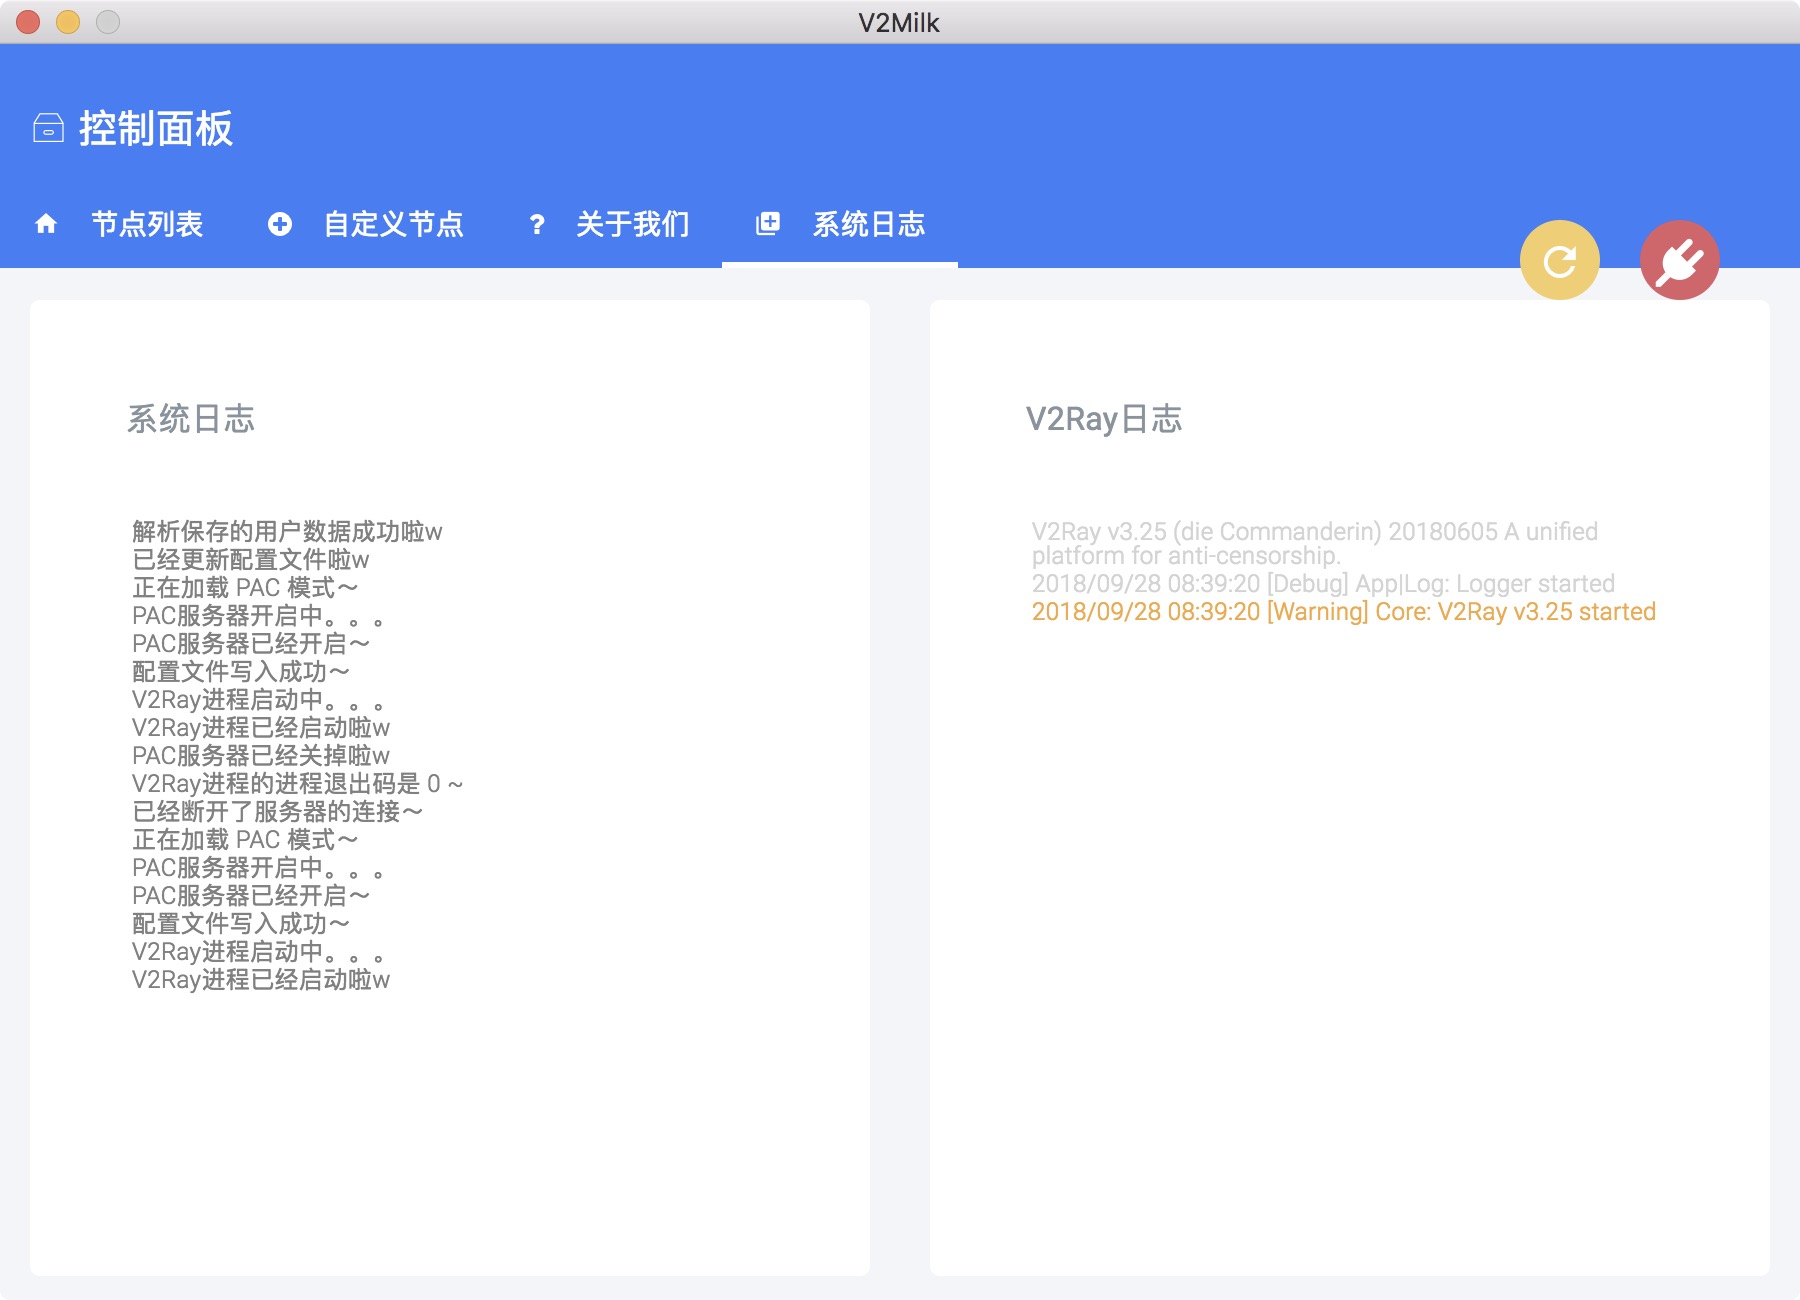 V2Milk
控制面板
节点列表
自定义节点
关于我们
系统日志
系统日志
解析保存的用户数据成功啦w
已经更新配置文件啦w
正在加载 PAC 模式～
PAC服务器开启中。。。
PAC服务器已经开启～
配置文件写入成功～
V2Ray进程启动中。。。
V2Ray进程已经启动啦w
PAC服务器已经关掉啦w
V2Ray进程的进程退出码是 0 ~
已经断开了服务器的连接～
正在加载 PAC 模式～
PAC服务器开启中。。。
PAC服务器已经开启～
配置文件写入成功～
V2Ray进程启动中。。。
V2Ray进程已经启动啦w
V2Ray日志
V2Ray v3.25 (die Commanderin) 20180605 A unified
platform for anti-censorship.
2018/09/28 08:39:20 [Debug] App|Log: Logger started
2018/09/28 08:39:20 [Warning] Core: V2Ray v3.25 started